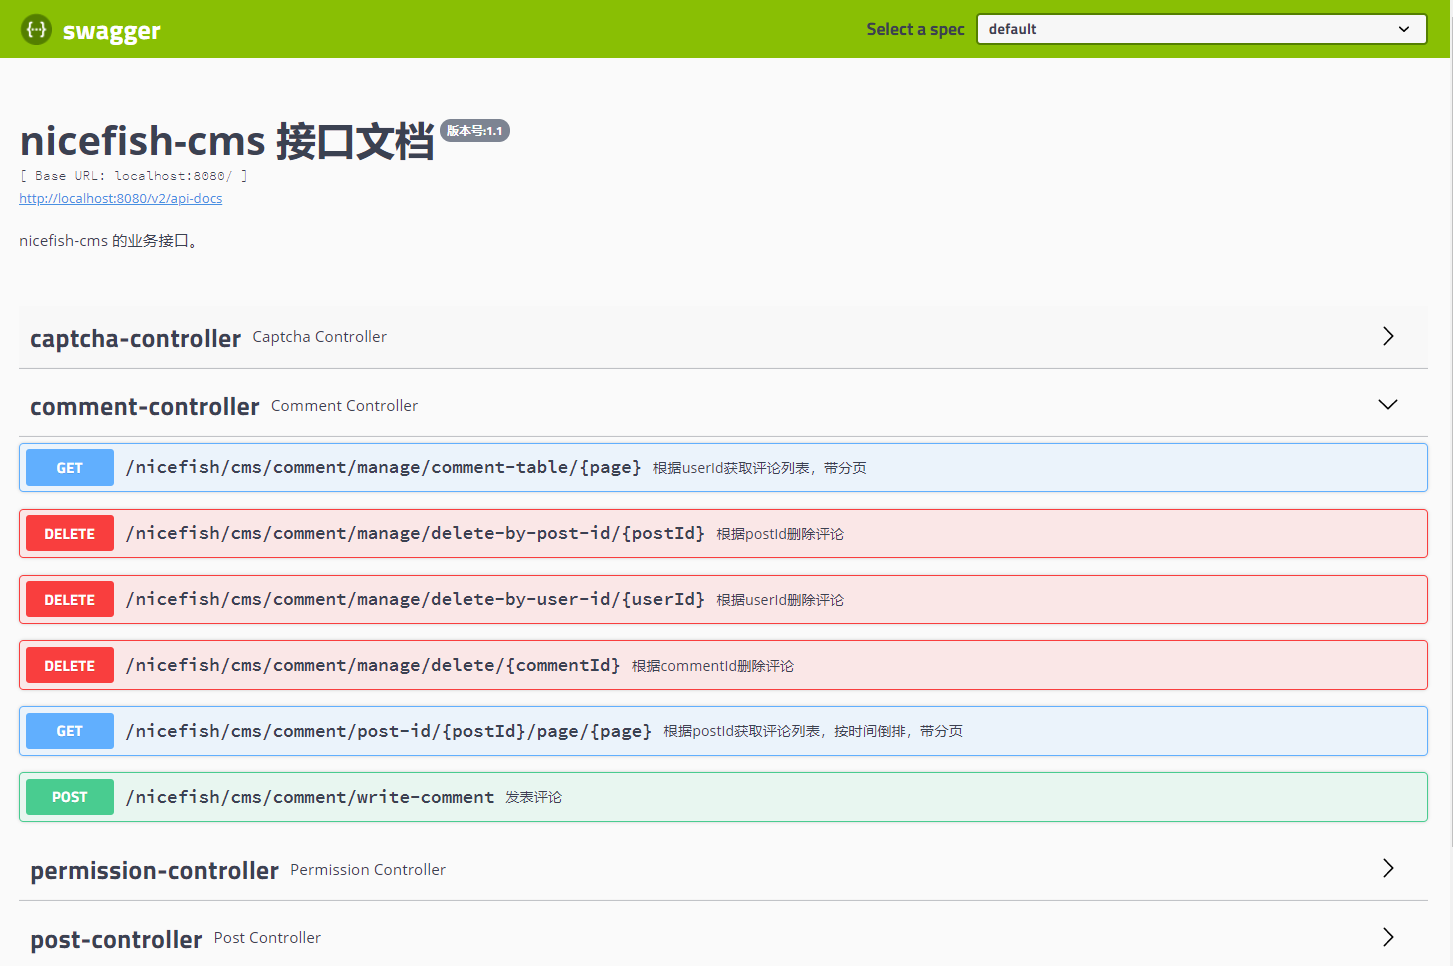 {···} swagger Select a spec default
nicefish-cms 接口文档 版本号:1.1
[ Base URL: localhost:8080/ ]
http://localhost:8080/v2/api-docs
nicefish-cms 的业务接口。
captcha-controller Captcha Controller
comment-controller Comment Controller
GET /nicefish/cms/comment/manage/comment-table/{page} 根据userId获取评论列表，带分页
DELETE /nicefish/cms/comment/manage/delete-by-post-id/{postId} 根据postId删除评论
DELETE /nicefish/cms/comment/manage/delete-by-user-id/{userId} 根据userId删除评论
DELETE /nicefish/cms/comment/manage/delete/{commentId} 根据commentId删除评论
GET /nicefish/cms/comment/post-id/{postId}/page/{page} 根据postId获取评论列表，按时间倒排，带分页
POST /nicefish/cms/comment/write-comment 发表评论
permission-controller Permission Controller
post-controller Post Controller